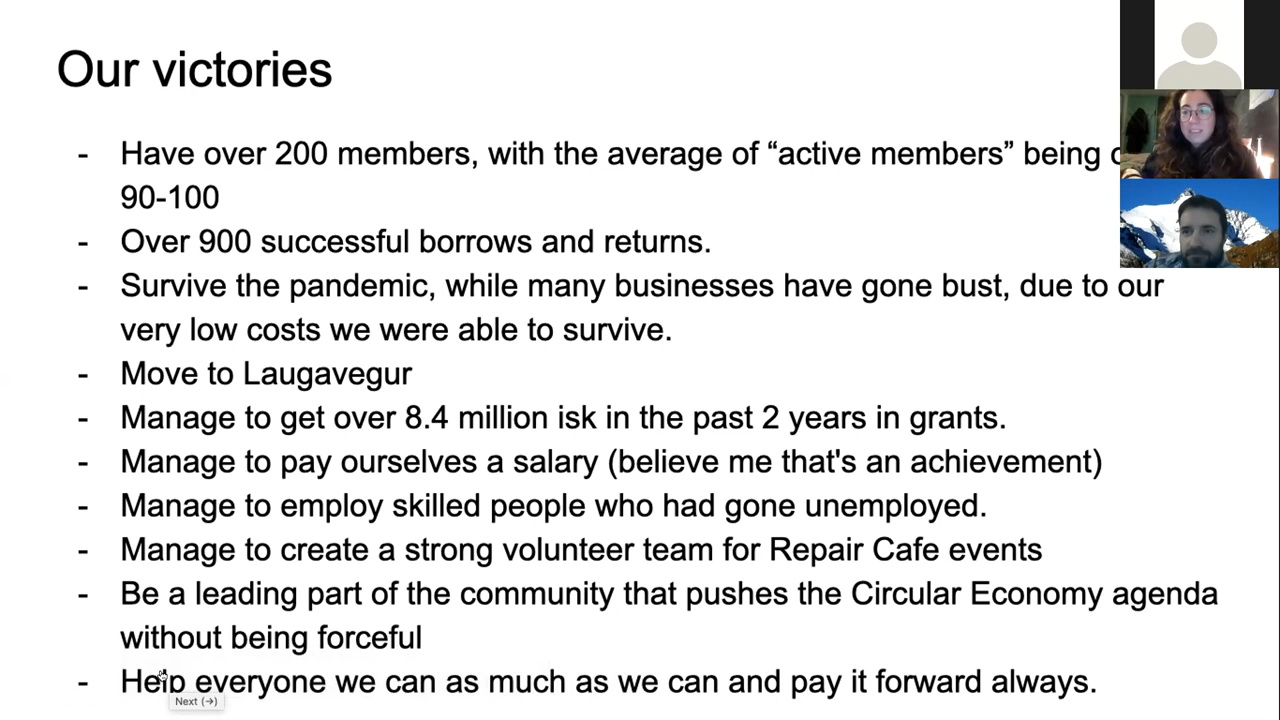 Our victories
- Have over 200 members, with the average of “active members” being
90-100
- Over 900 successful borrows and returns.
- Survive the pandemic, while many businesses have gone bust, due to our
very low costs we were able to survive.
- Move to Laugavegur
- Manage to get over 8.4 million isk in the past 2 years in grants.
- Manage to pay ourselves a salary (believe me that's an achievement)
- Manage to employ skilled people who had gone unemployed.
- Manage to create a strong volunteer team for Repair Cafe events
- Be a leading part of the community that pushes the Circular Economy agenda
without being forceful
- Help everyone we can as much as we can and pay it forward always.
Next (→)